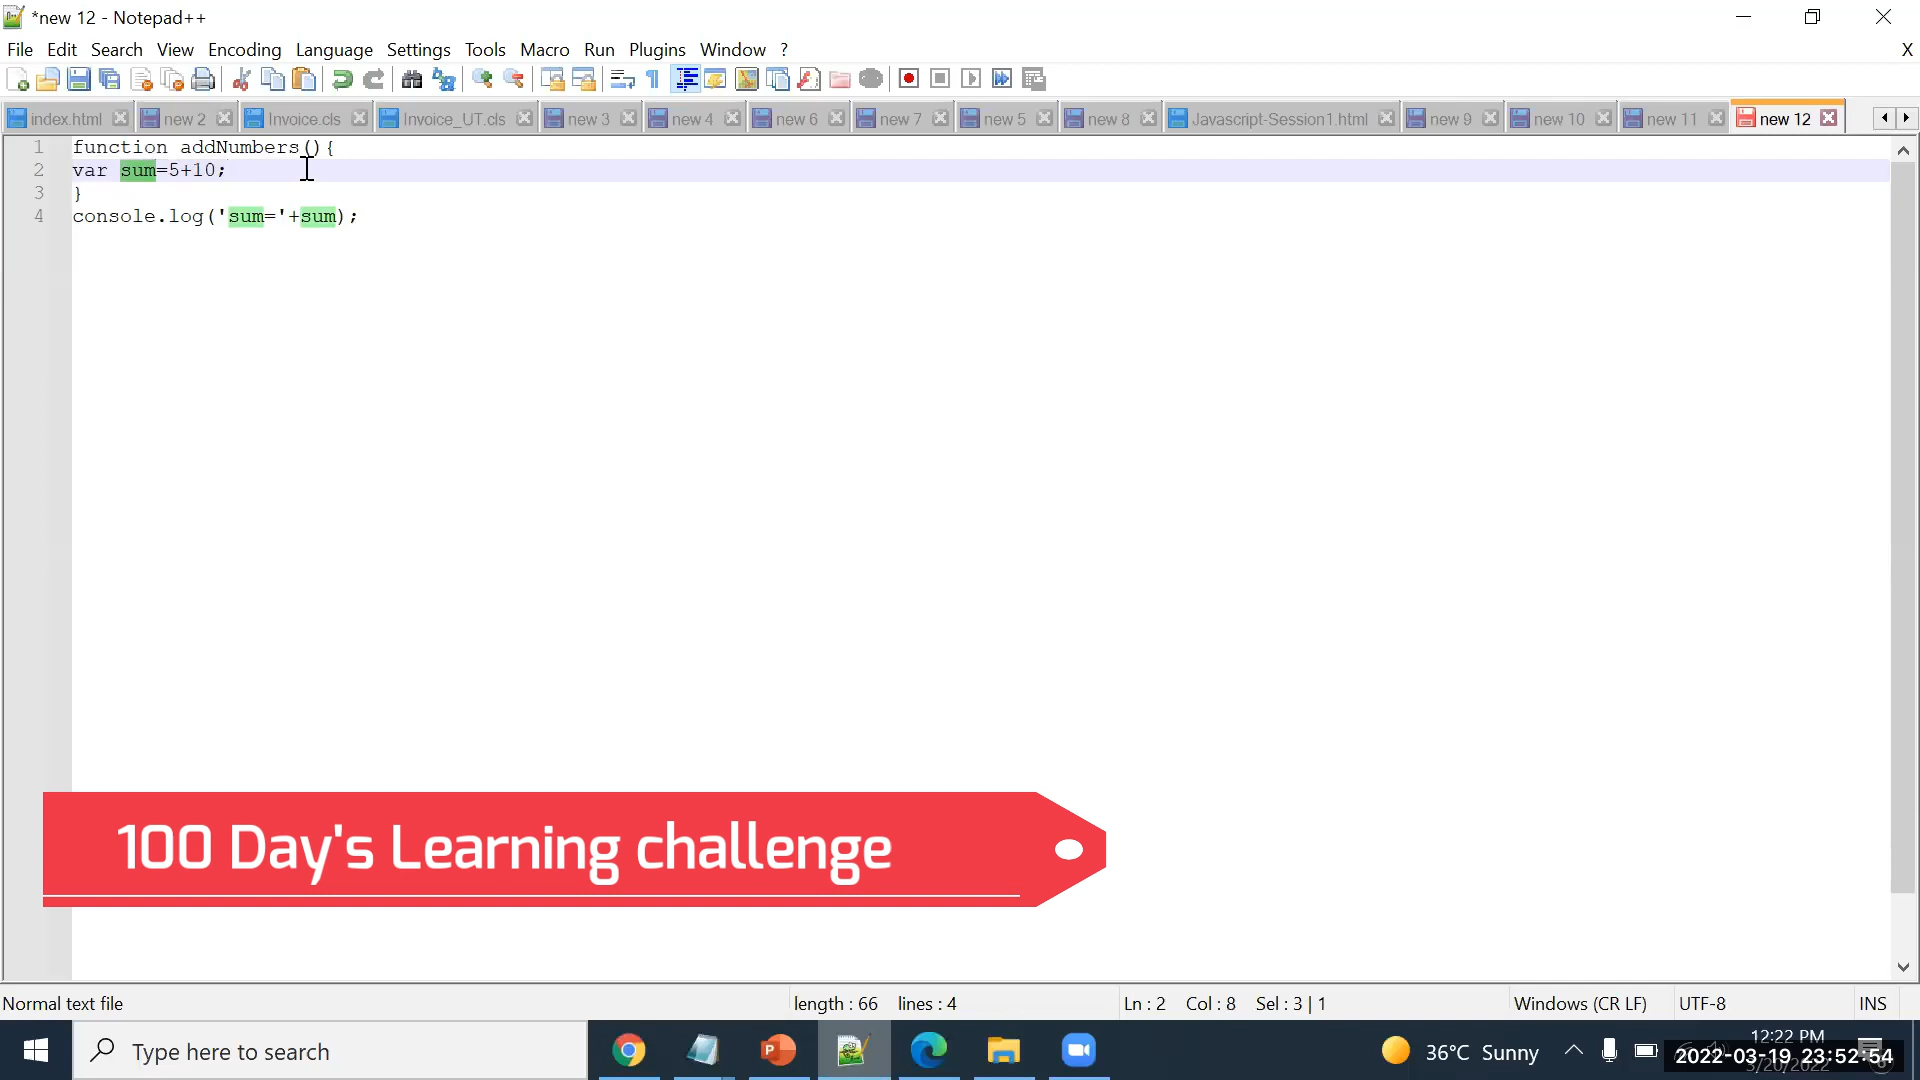 *new 12 - Notepad++
File Edit Search View Encoding Language Settings Tools Macro Run Plugins Window ? X
index.html new 2 Invoice.cls Invoice_UT.cls new 3 new 4 new 6 new 7 new 5 new 8 Javascript-Session1.html new 9 new 10 new 11 new 12
1 function addNumbers(){
2 var sum=5+10;
3 }
4 console.log('sum='+sum);
100 Day's Learning challenge
Normal text file length : 66 lines : 4 Ln : 2 Col : 8 Sel : 3 | 1 Windows (CR LF) UTF-8 INS
Type here to search
36°C Sunny
12:22 PM
2022-03-19 23:52:54
3/20/2022